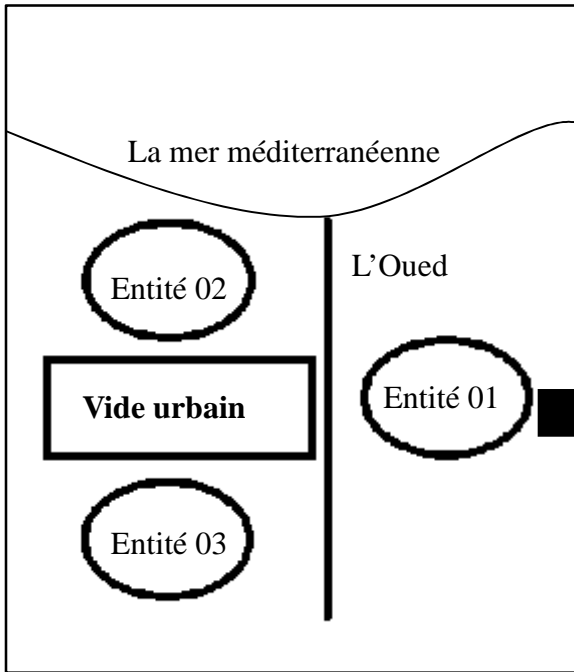 La mer méditerranéenne
L’Oued
Entité 02
Entité 01
Vide urbain
Entité 03